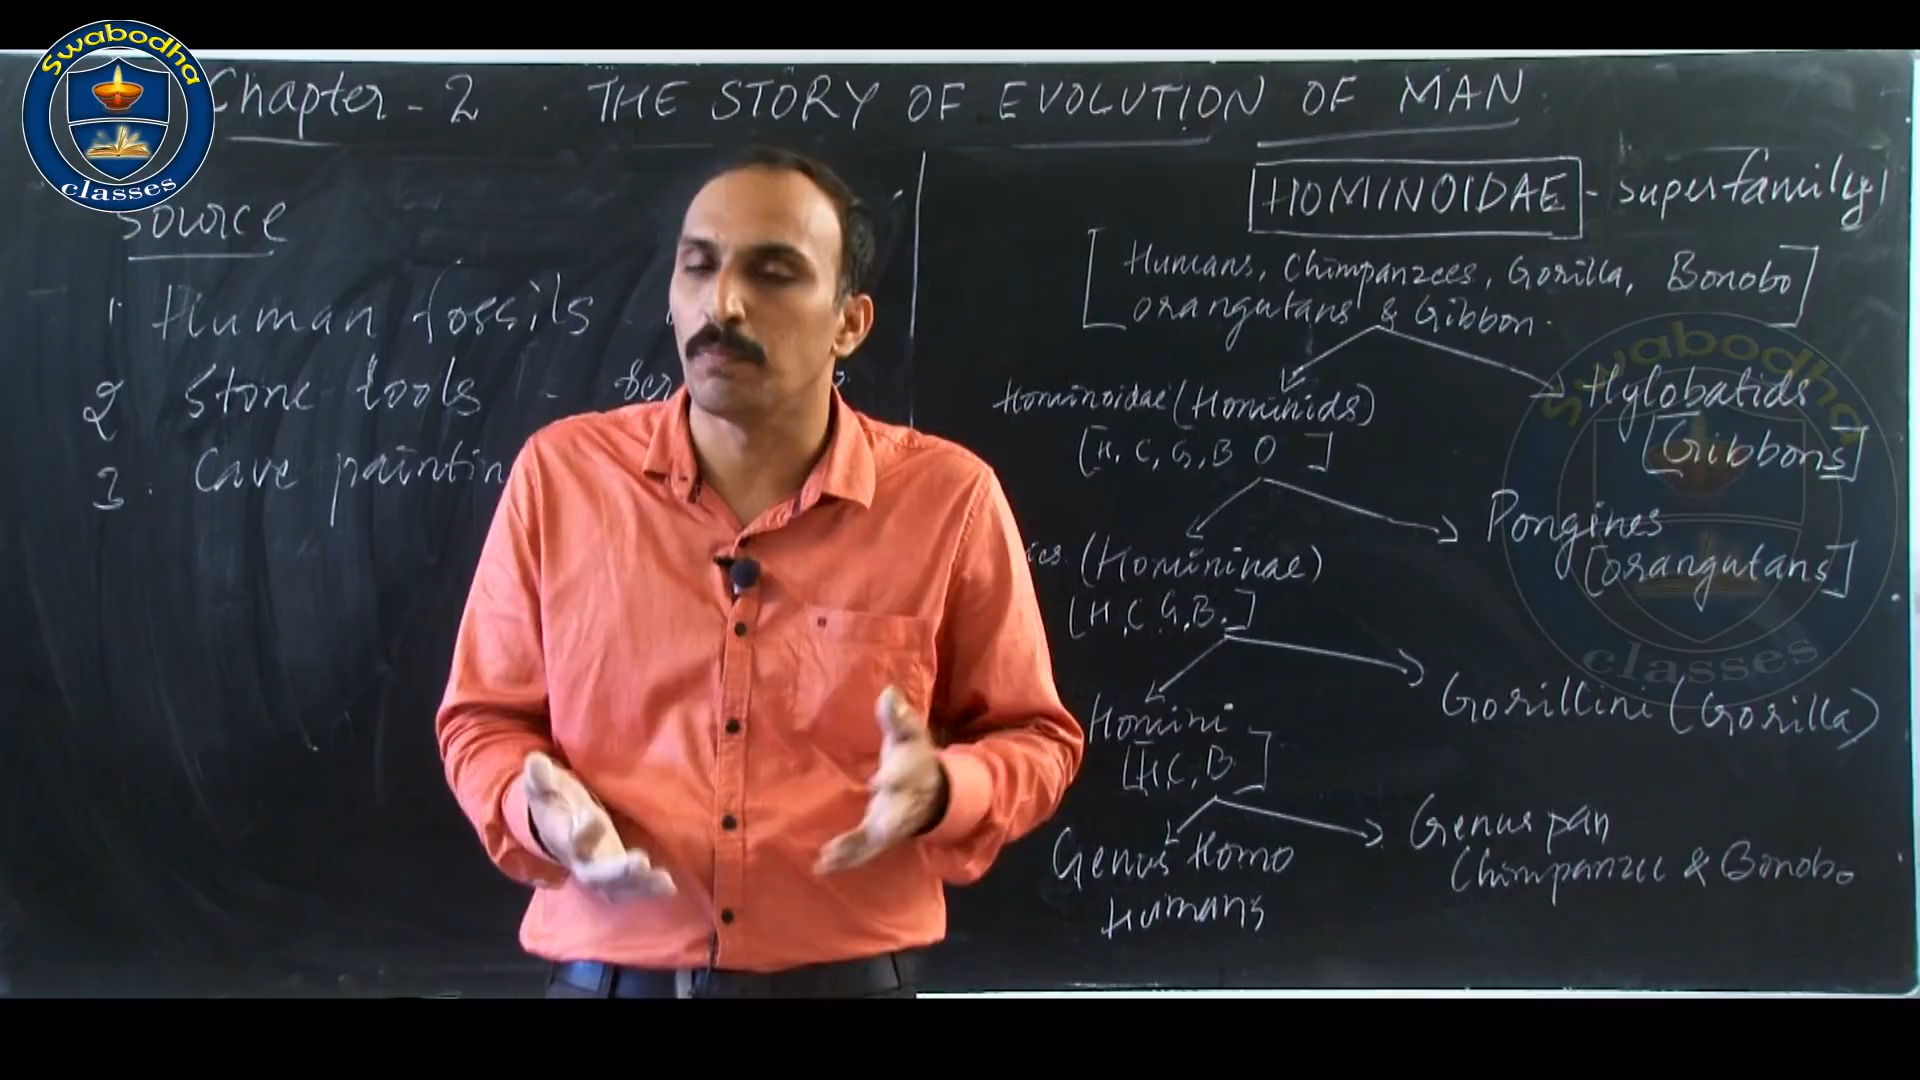 Swabodha
classes
Chapter - 2 . THE STORY OF EVOLUTION OF MAN
Source
1 Human fossils
2 Stone tools -
3. Cave
HOMINOIDAE - superfamily
[Humans, Chimpanzees, Gorilla, Bonobo
orangutans & Gibbon.]
Hominoidae (Hominids)
[H, C, G, B O]
Hylobatids
[Gibbons]
(Homininae)
[H, C G, B.]
Pongines
[orangutans]
Homini
[H C, B]
Gorillini (Gorilla)
Genus Homo
Humans
Genus pan
Chimpanzee & Bonobo
Swabodha
classes